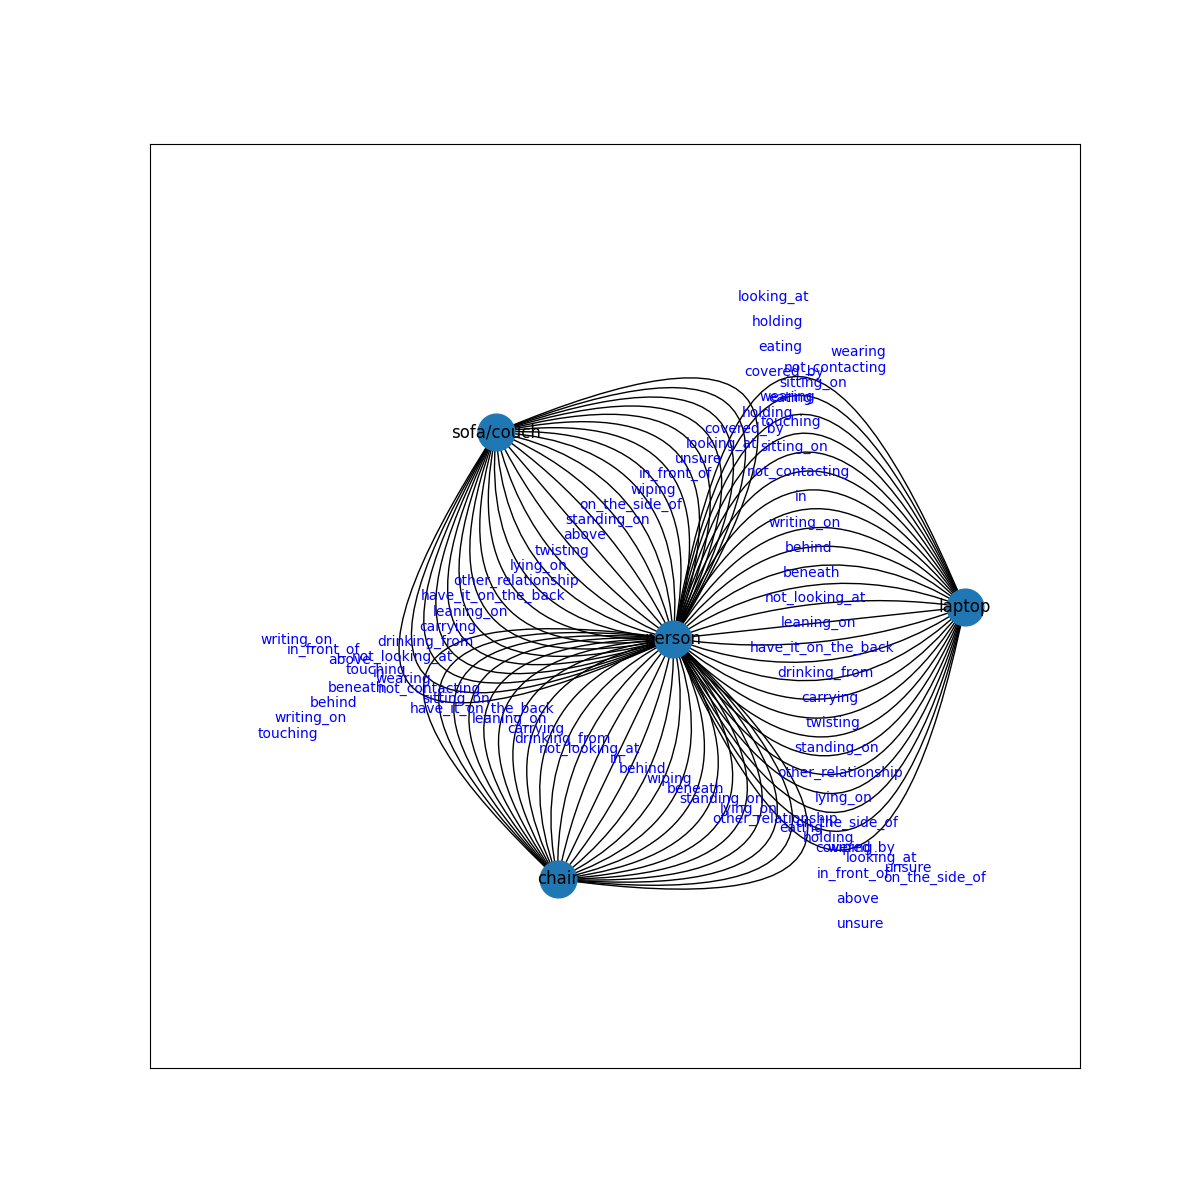 looking_at
holding
eating
wearing
not_contacting
covered_by
sitting_on
wearing
eating
holding
touching
covered_by
looking_at
sitting_on
sofa/couch
unsure
not_contacting
in_front_of
wiping
in
on_the_side_of
standing_on
writing_on
above
behind
twisting
lying_on
beneath
other_relationship
have_it_on_the_back
not_looking_at
laptop
leaning_on
leaning_on
carrying
person
writing_on
drinking_from
in_front_of
have_it_on_the_back
above
not_looking_at
touching
in
drinking_from
wearing
beneath
not_contacting
sitting_on
carrying
behind
have_it_on_the_back
writing_on
leaning_on
twisting
carrying
touching
drinking_from
not_looking_at
standing_on
in
behind
other_relationship
wiping
beneath
lying_on
standing_on
lying_on
other_relationship
on_the_side_of
eating
holding
covered_by
wiping
looking_at
unsure
in_front_of
on_the_side_of
chair
above
unsure